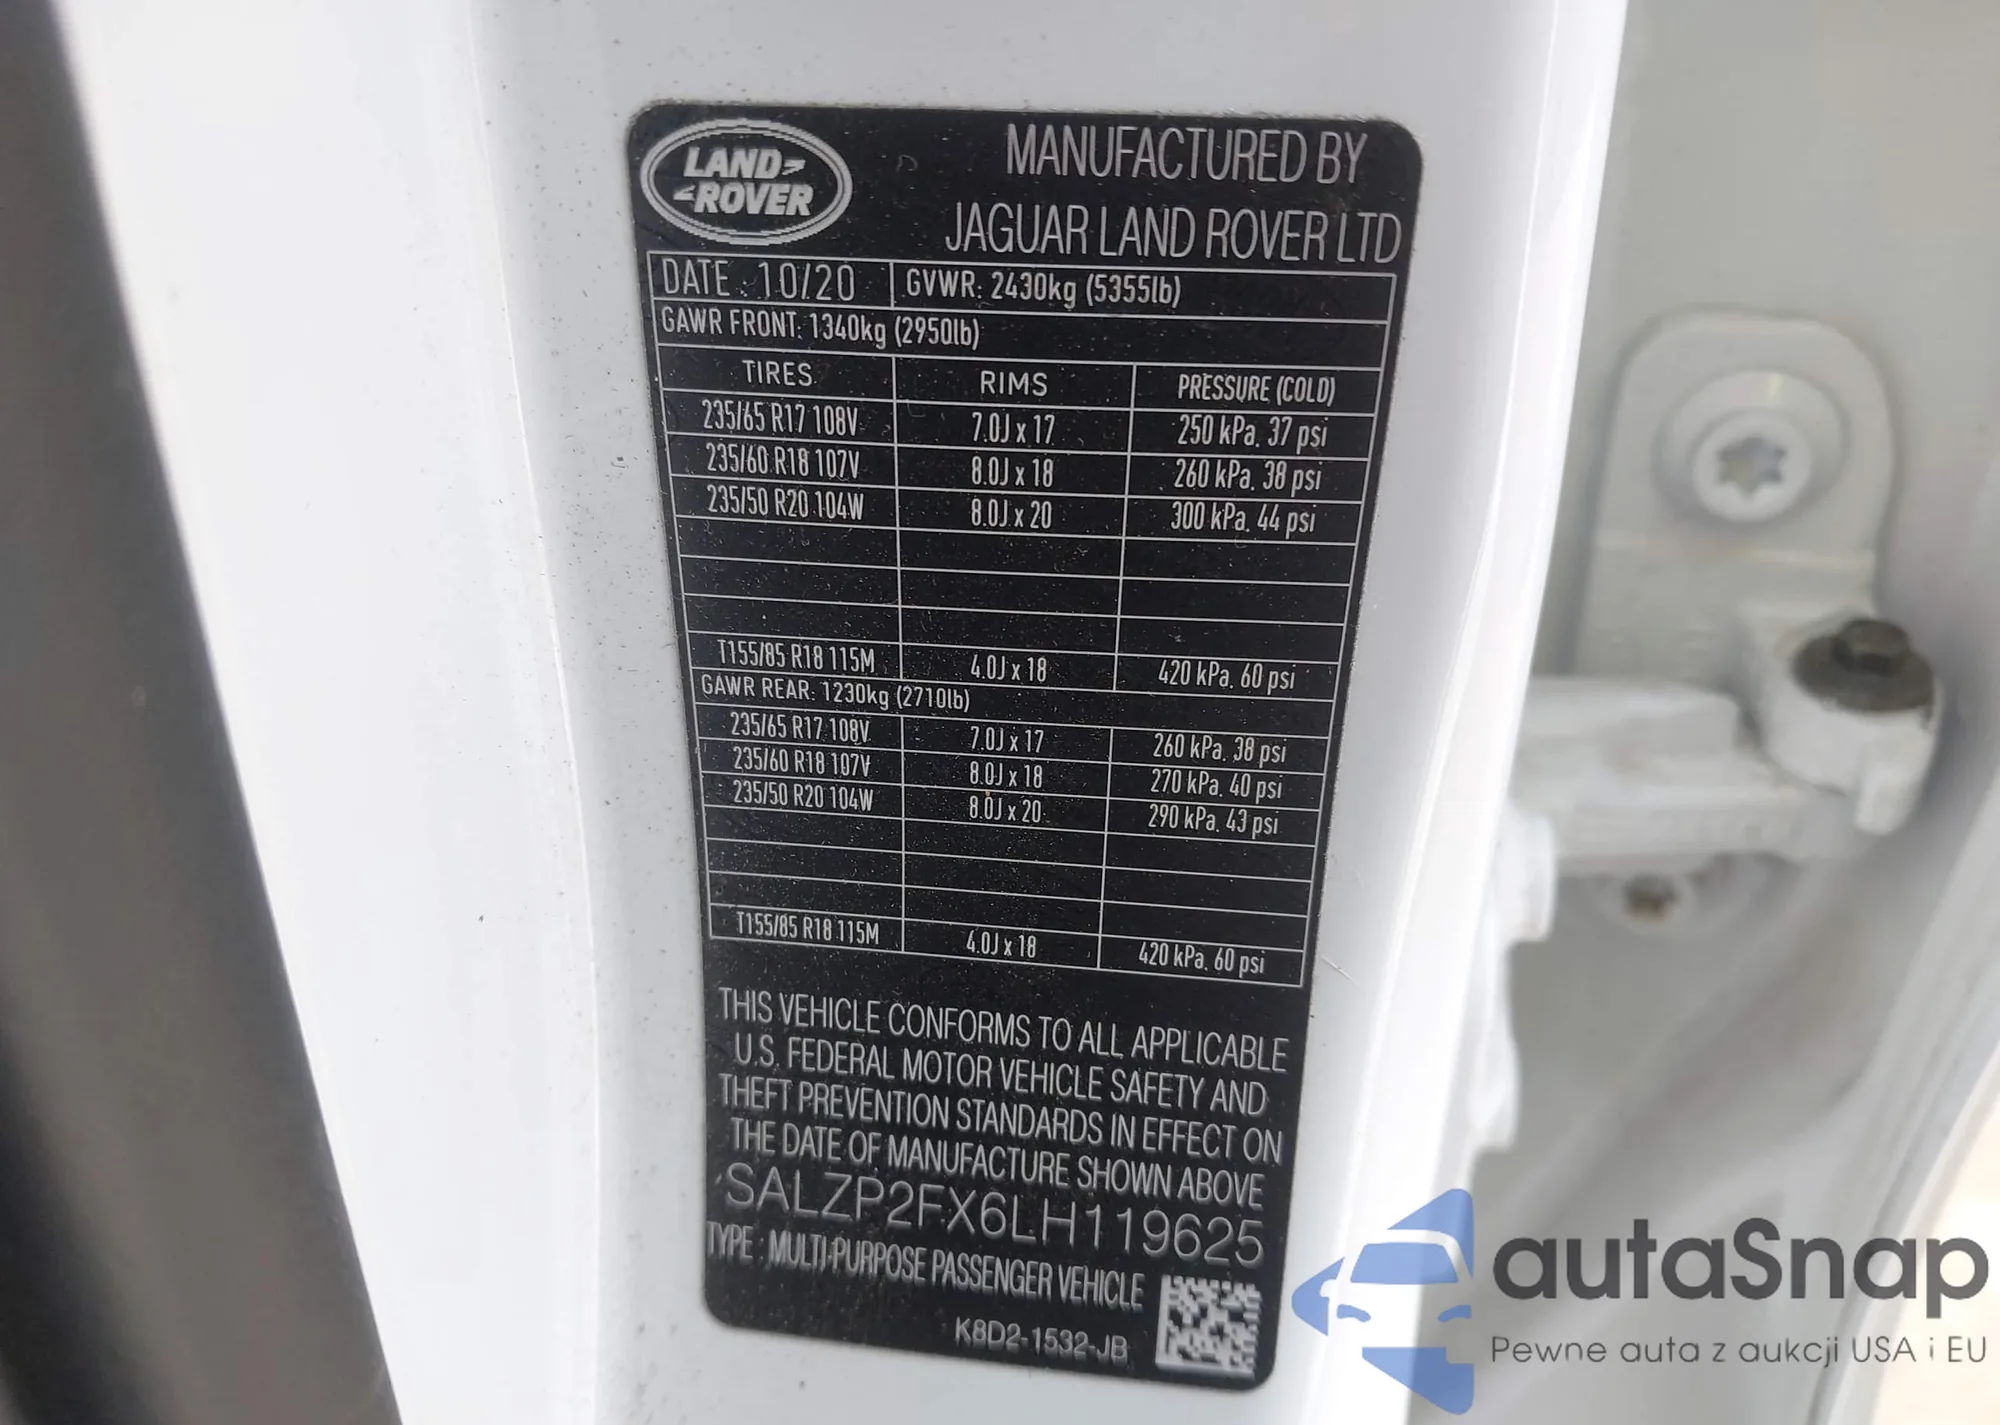 LAND ROVER
MANUFACTURED BY
JAGUAR LAND ROVER LTD
DATE: 10/20 GVWR: 2430kg (5355lb)
GAWR FRONT: 1340kg (2950lb)
TIRES RIMS PRESSURE (COLD)
235/65 R17 108V 7.0J x 17 250 kPa, 37 psi
235/60 R18 107V 8.0J x 18 260 kPa, 38 psi
235/50 R20 104W 8.0J x 20 300 kPa, 44 psi
T155/85 R18 115M 4.0J x 18 420 kPa, 60 psi
GAWR REAR: 1230kg (2710lb)
235/65 R17 108V 7.0J x 17 260 kPa, 38 psi
235/60 R18 107V 8.0J x 18 270 kPa, 40 psi
235/50 R20 104W 8.0J x 20 290 kPa, 43 psi
T155/85 R18 115M 4.0J x 18 420 kPa, 60 psi
THIS VEHICLE CONFORMS TO ALL APPLICABLE
U.S. FEDERAL MOTOR VEHICLE SAFETY AND
THEFT PREVENTION STANDARDS IN EFFECT ON
THE DATE OF MANUFACTURE SHOWN ABOVE
SALZP2FX6LH119625
TYPE: MULTI-PURPOSE PASSENGER VEHICLE
K8D2-1532-JB
autaSnap
Pewne auta z aukcji USA i EU